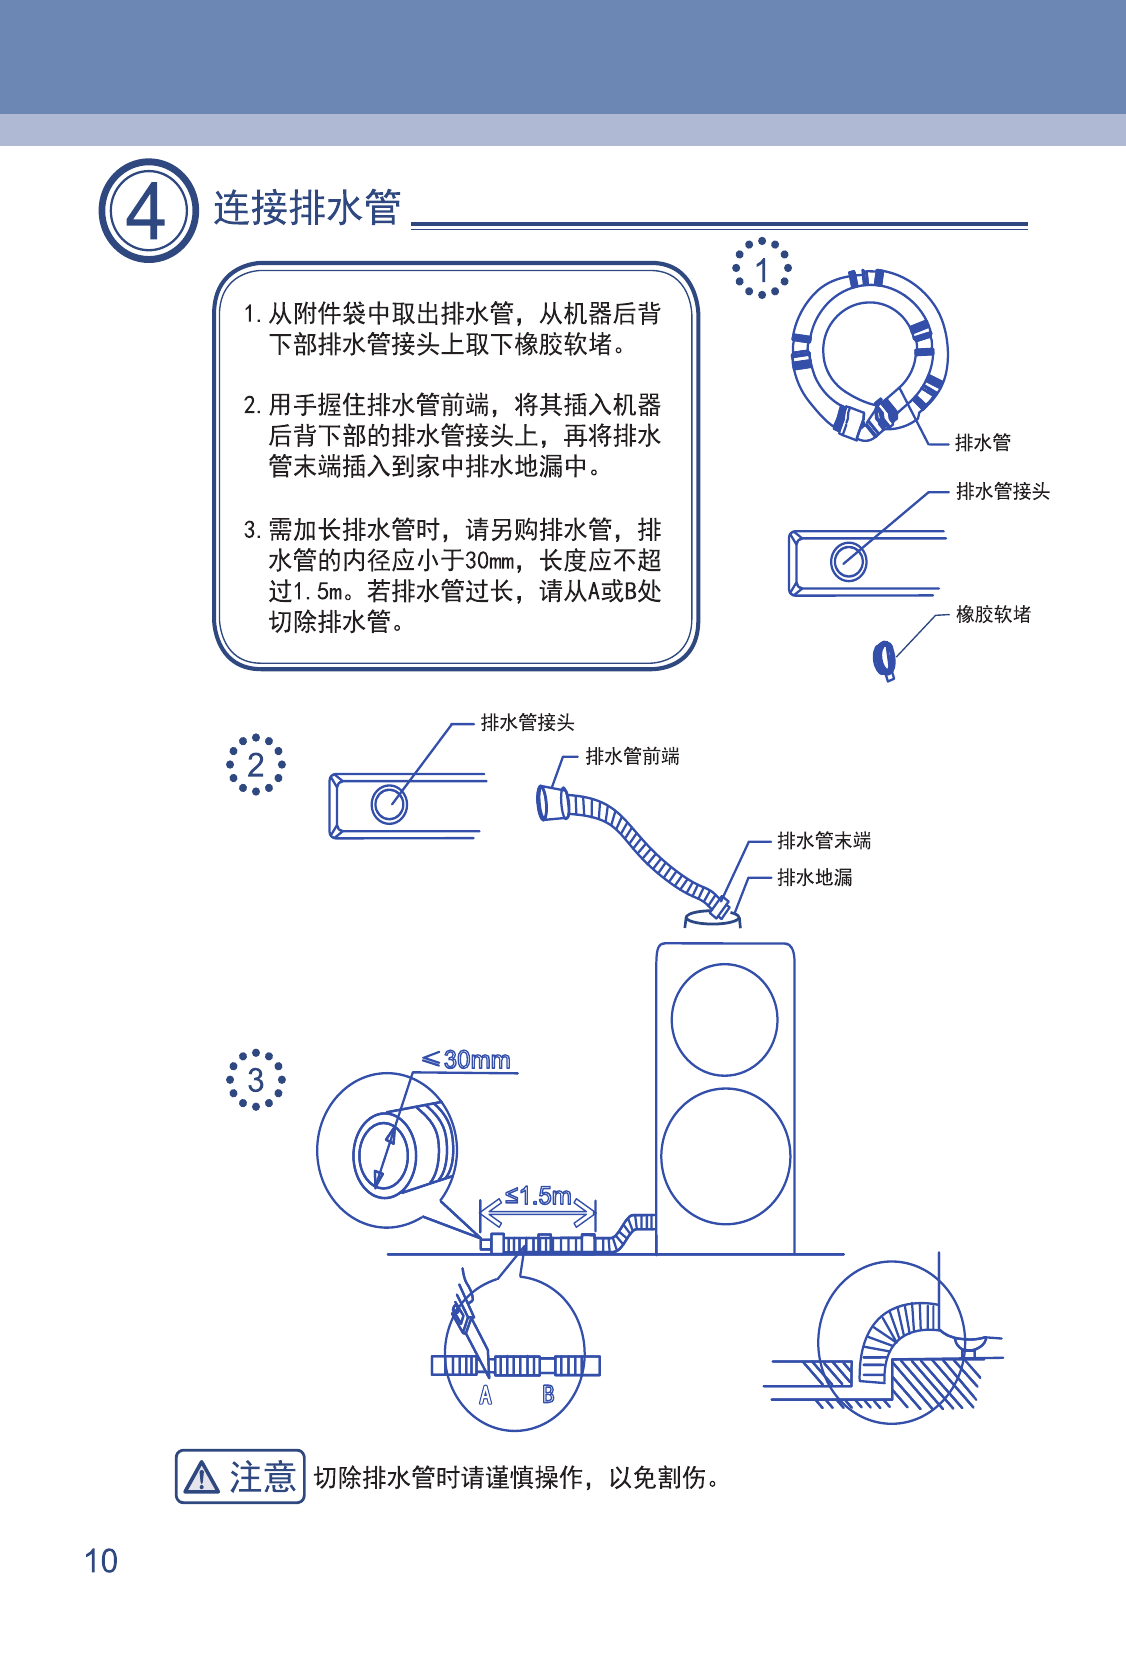 4 连接排水管
1. 从附件袋中取出排水管，从机器后背
下部排水管接头上取下橡胶软堵。
2. 用手握住排水管前端，将其插入机器
后背下部的排水管接头上，再将排水
管末端插入到家中排水地漏中。
3. 需加长排水管时，请另购排水管，排
水管的内径应小于30mm，长度应不超
过1.5m。若排水管过长，请从A或B处
切除排水管。
1
排水管
排水管接头
橡胶软堵
2
排水管接头
排水管前端
排水管末端
排水地漏
3
≤30mm
≤1.5m
A
B
注意 切除排水管时请谨慎操作，以免割伤。
10